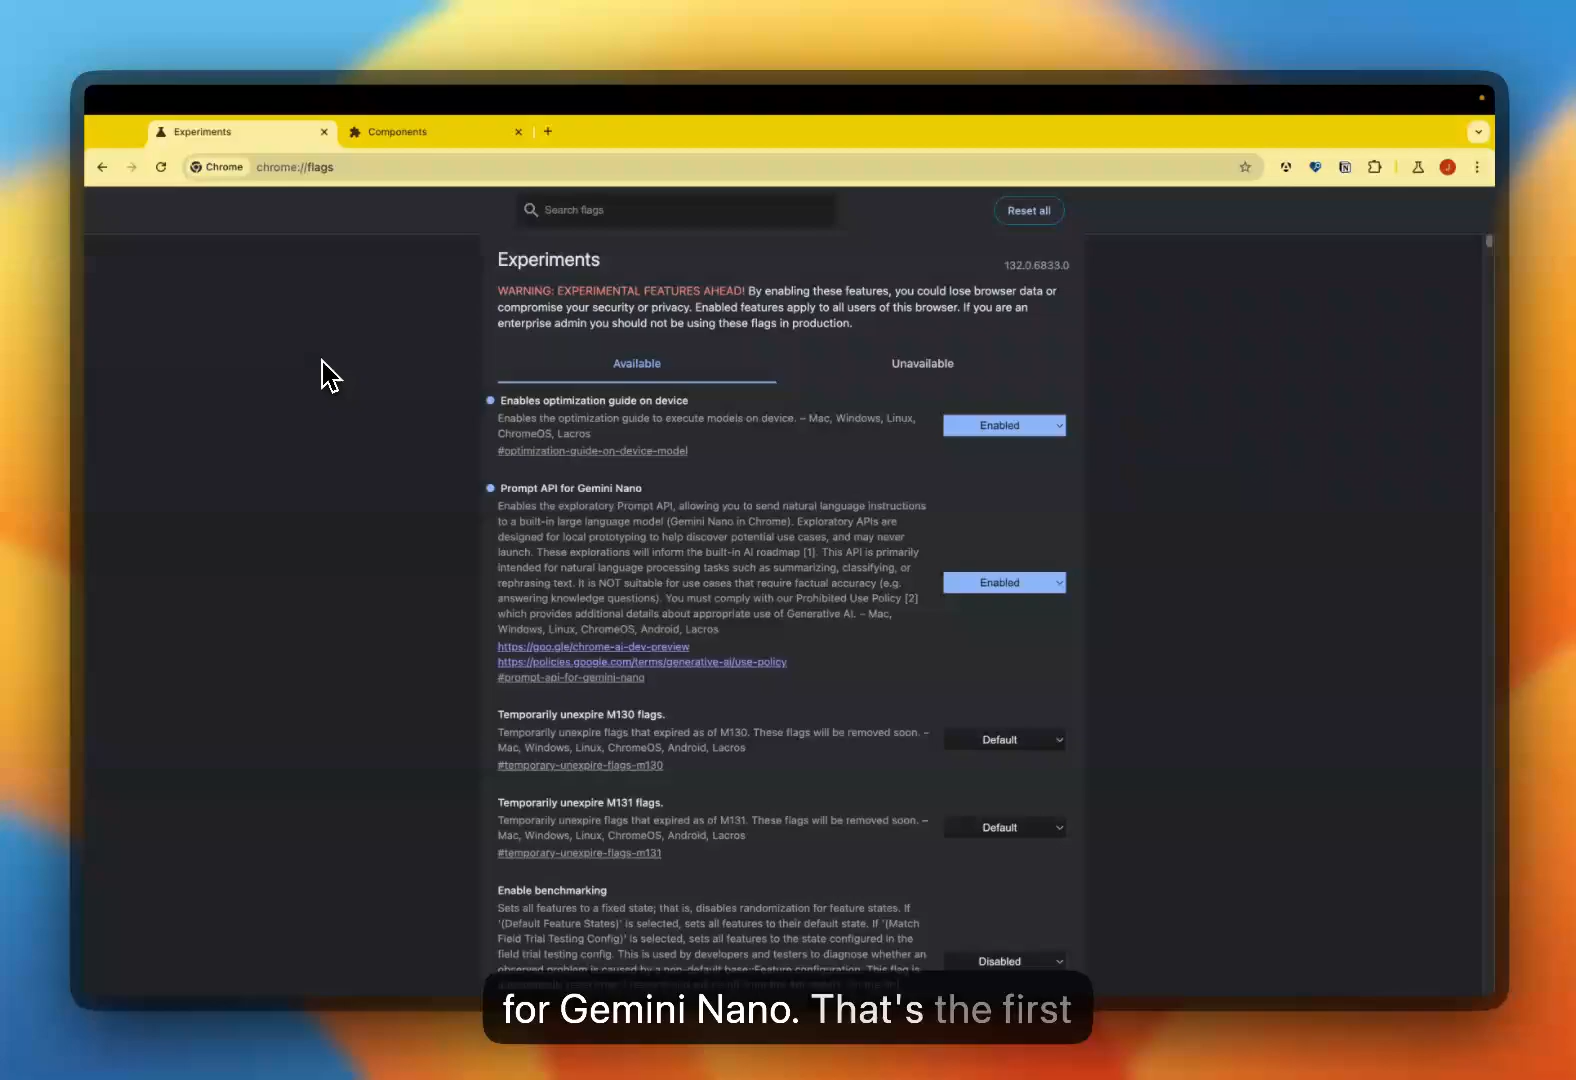 Experiments
Components
Chrome
chrome://flags
Search flags
Reset all
Experiments
132.0.6833.0
WARNING: EXPERIMENTAL FEATURES AHEAD! By enabling these features, you could lose browser data or
compromise your security or privacy. Enabled features apply to all users of this browser. If you are an
enterprise admin you should not be using these flags in production.
Available
Unavailable
Enables optimization guide on device
Enables the optimization guide to execute models on device. – Mac, Windows, Linux,
ChromeOS, Lacros
#optimization-guide-on-device-model
Enabled
Prompt API for Gemini Nano
Enables the exploratory Prompt API, allowing you to send natural language instructions
to a built-in large language model (Gemini Nano in Chrome). Exploratory APIs are
designed for local prototyping to help discover potential use cases, and may never
launch. These explorations will inform the built-in AI roadmap [1]. This API is primarily
intended for natural language processing tasks such as summarizing, classifying, or
rephrasing text. It is NOT suitable for use cases that require factual accuracy (e.g.
answering knowledge questions). You must comply with our Prohibited Use Policy [2]
which provides additional details about appropriate use of Generative AI. – Mac,
Windows, Linux, ChromeOS, Android, Lacros
https://goo.gle/chrome-ai-dev-preview
https://policies.google.com/terms/generative-ai/use-policy
#prompt-api-for-gemini-nano
Enabled
Temporarily unexpire M130 flags.
Temporarily unexpire flags that expired as of M130. These flags will be removed soon. –
Mac, Windows, Linux, ChromeOS, Android, Lacros
#temporary-unexpire-flags-m130
Default
Temporarily unexpire M131 flags.
Temporarily unexpire flags that expired as of M131. These flags will be removed soon. –
Mac, Windows, Linux, ChromeOS, Android, Lacros
#temporary-unexpire-flags-m131
Default
Enable benchmarking
Sets all features to a fixed state; that is, disables randomization for feature states. If
'(Default Feature States)' is selected, sets all features to their default state. If '(Match
Field Trial Testing Config)' is selected, sets all features to the state configured in the
field trial testing config. This is used by developers and testers to diagnose whether an
observed problem is caused by a non-default base::Feature configuration. This flag is
Disabled
for Gemini Nano. That's the first